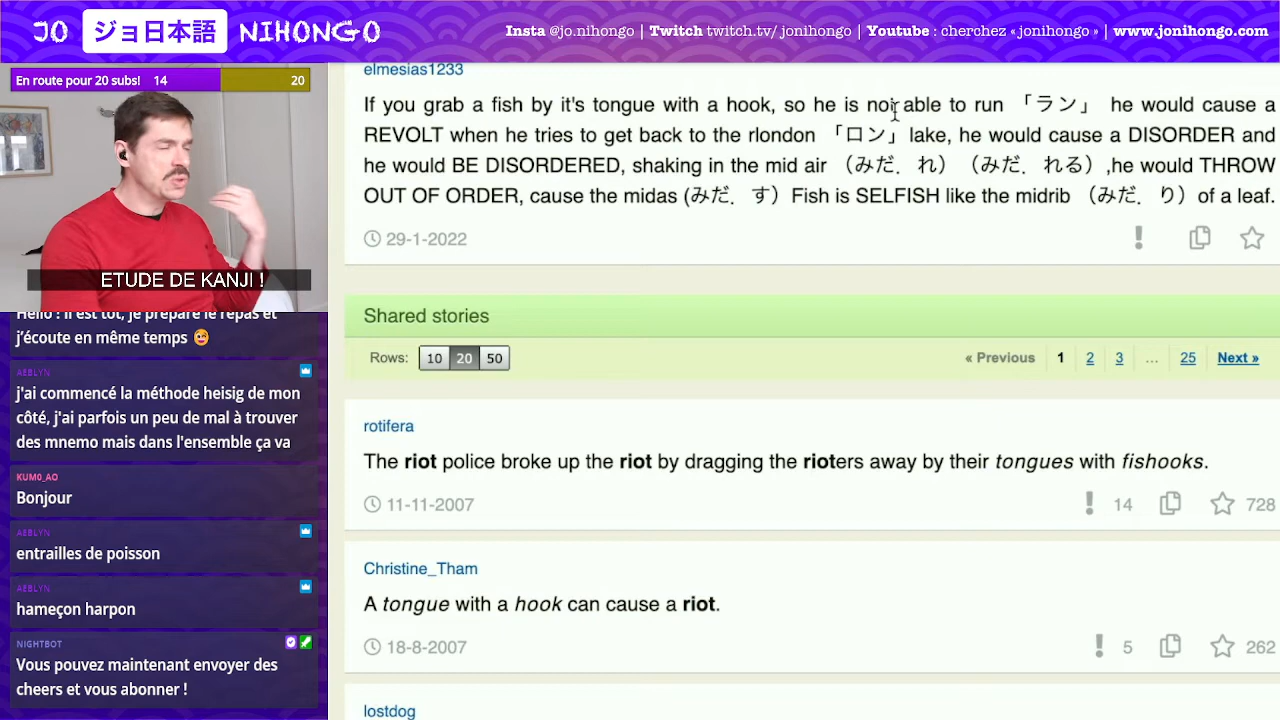 JO ジョ日本語 NIHONGO
Insta @jo.nihongo | Twitch twitch.tv/ jonihongo | Youtube : cherchez « jonihongo » | www.jonihongo.com
En route pour 20 subs! 14 20
ETUDE DE KANJI !
Hello ! Il est tôt, je prépare le repas et
j'écoute en même temps
AEBLYN
j'ai commencé la méthode heisig de mon
côté, j'ai parfois un peu de mal à trouver
des mnemo mais dans l'ensemble ça va
KUM0_AO
Bonjour
AEBLYN
entrailles de poisson
AEBLYN
hameçon harpon
NIGHTBOT
Vous pouvez maintenant envoyer des
cheers et vous abonner !
elmesias1233
If you grab a fish by it's tongue with a hook, so he is not able to run 「ラン」 he would cause a
REVOLT when he tries to get back to the rlondon 「ロン」 lake, he would cause a DISORDER and
he would BE DISORDERED, shaking in the mid air （みだ．れ）（みだ．れる）,he would THROW
OUT OF ORDER, cause the midas (みだ．す）Fish is SELFISH like the midrib （みだ．り）of a leaf.
29-1-2022
Shared stories
Rows: 10 20 50 « Previous 1 2 3 ... 25 Next »
rotifera
The riot police broke up the riot by dragging the rioters away by their tongues with fishooks.
11-11-2007 14 728
Christine_Tham
A tongue with a hook can cause a riot.
18-8-2007 5 262
lostdog